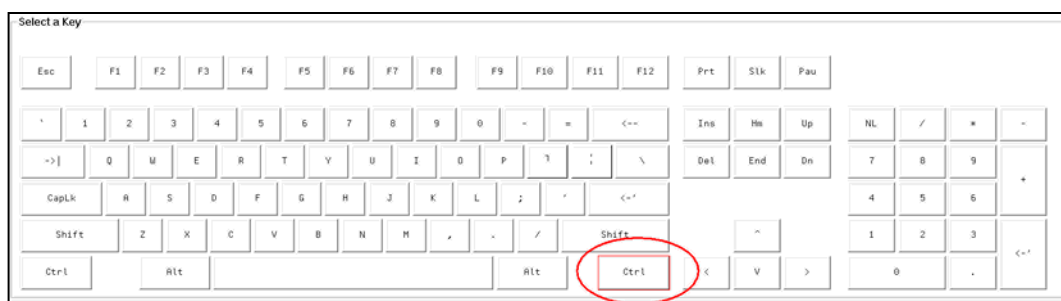 Select a Key
Esc F1 F2 F3 F4 F5 F6 F7 F8 F9 F10 F11 F12 Prt Slk Pau
` 1 2 3 4 5 6 7 8 9 0 - = <-- Ins Hm Up NL / * -
->| Q W E R T Y U I O P \ Del End Dn 7 8 9 +
CapLk A S D F G H J K L ; ' <-' 4 5 6
Shift Z X C V B N M , . / Shift ^ 1 2 3 <-'
Ctrl Alt Alt Ctrl < V > 0 .